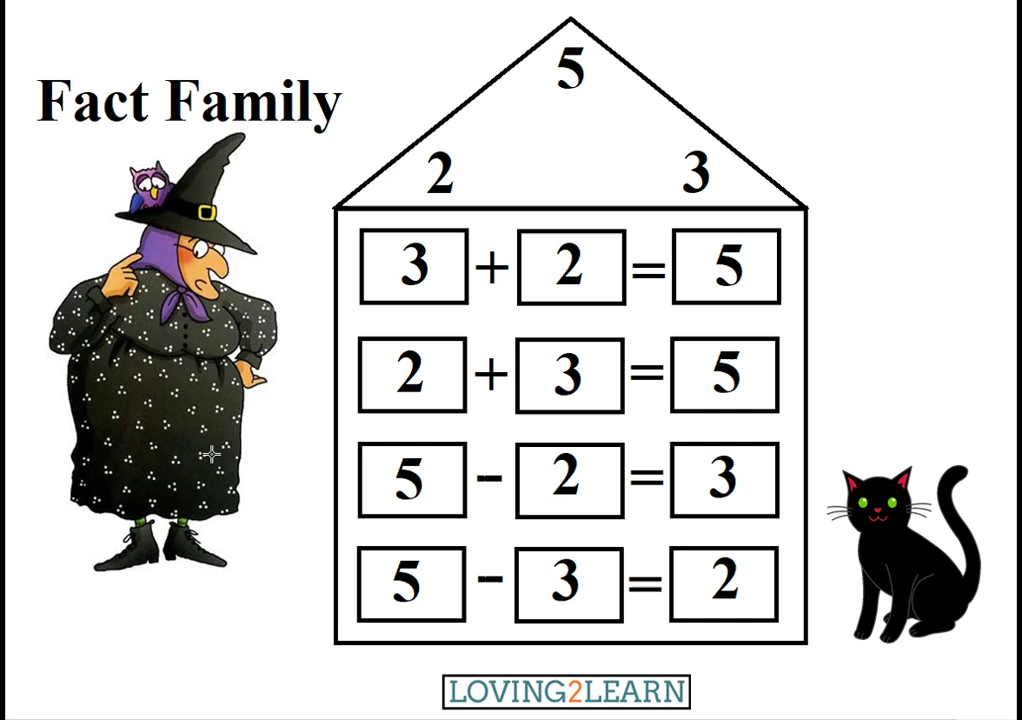 Fact Family
5
2 3
3 + 2 = 5
2 + 3 = 5
5 - 2 = 3
5 - 3 = 2
LOVING2LEARN